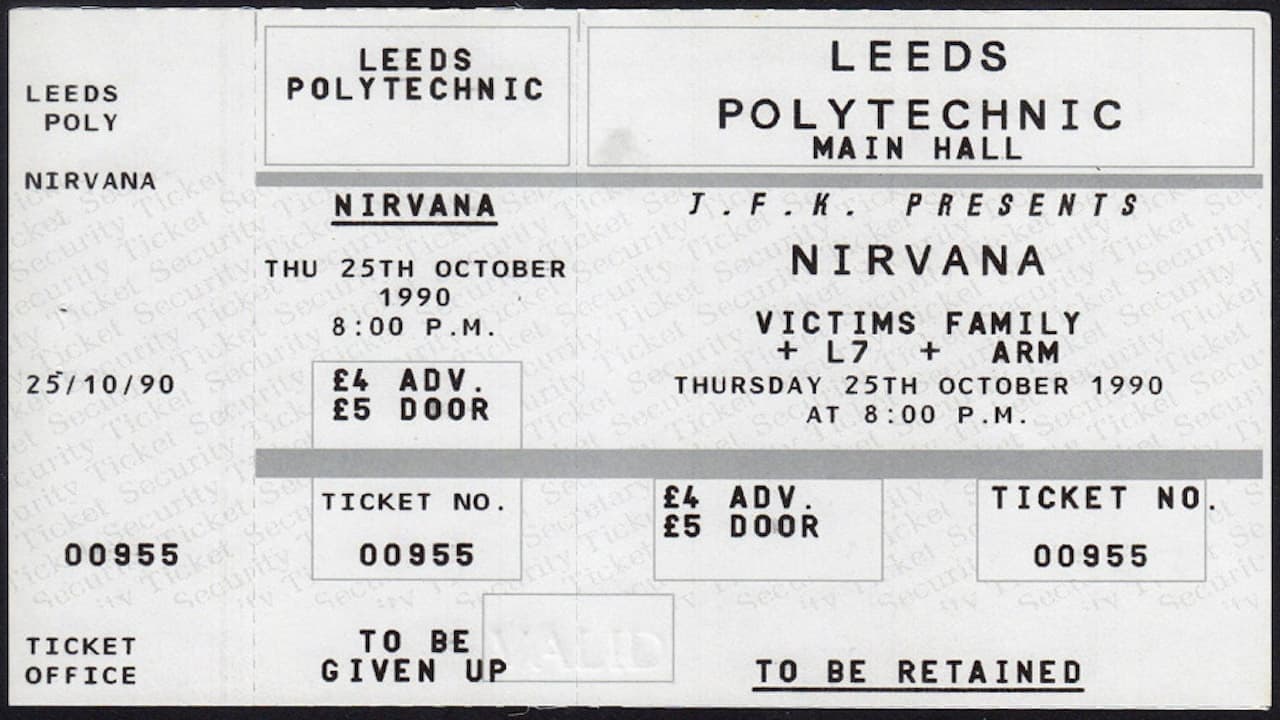 LEEDS
POLY
NIRVANA
25/10/90
00955
TICKET
OFFICE
LEEDS
POLYTECHNIC
NIRVANA
THU 25TH OCTOBER
1990
8:00 P.M.
£4 ADV.
£5 DOOR
TICKET NO.
00955
TO BE
GIVEN UP
VALID
LEEDS
POLYTECHNIC
MAIN HALL
J.F.K. PRESENTS
NIRVANA
VICTIMS FAMILY
+ L7 + ARM
THURSDAY 25TH OCTOBER 1990
AT 8:00 P.M.
£4 ADV.
£5 DOOR
TICKET NO.
00955
TO BE RETAINED